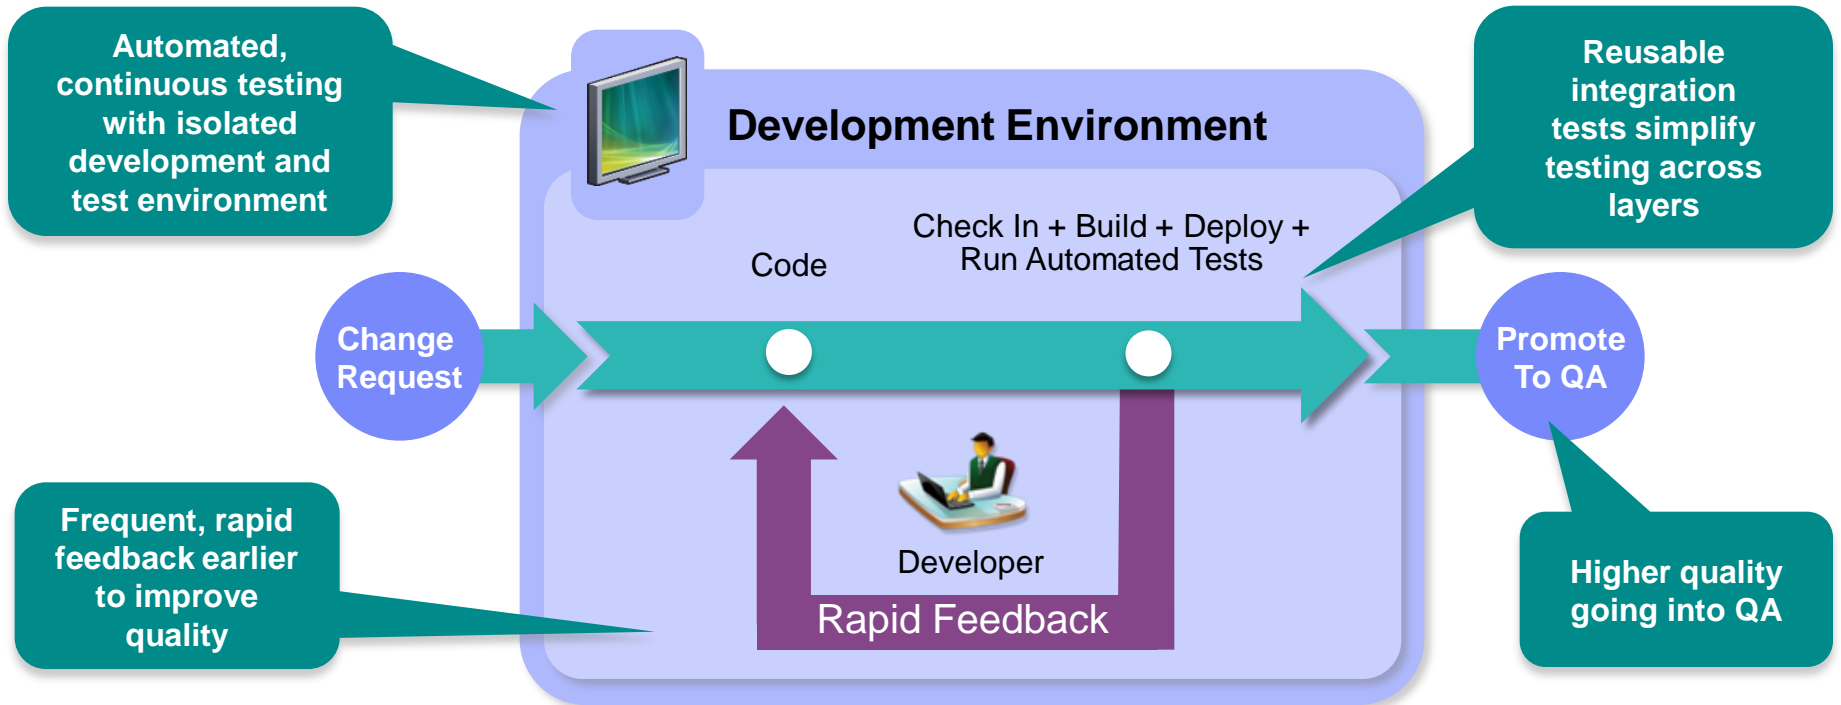 Automated,
continuous testing
with isolated
development and
test environment
Development Environment
Reusable
integration
tests simplify
testing across
layers
Code
Check In + Build + Deploy +
Run Automated Tests
Change
Request
Promote
To QA
Developer
Rapid Feedback
Frequent, rapid
feedback earlier
to improve
quality
Higher quality
going into QA